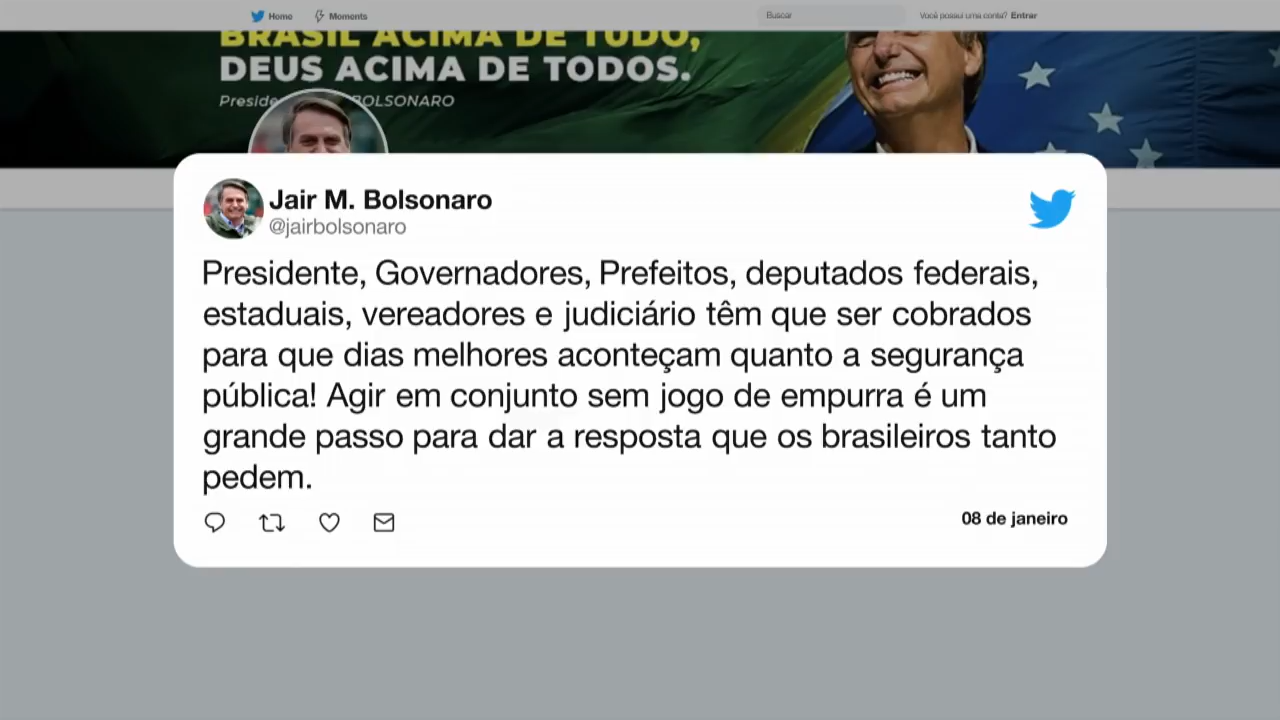 Home Moments Buscar Você possui uma conta? Entrar
BRASIL ACIMA DE TUDO,
DEUS ACIMA DE TODOS.
BOLSONARO
Jair M. Bolsonaro
@jairbolsonaro
Presidente, Governadores, Prefeitos, deputados federais,
estaduais, vereadores e judiciário têm que ser cobrados
para que dias melhores aconteçam quanto a segurança
pública! Agir em conjunto sem jogo de empurra é um
grande passo para dar a resposta que os brasileiros tanto
pedem.
08 de janeiro